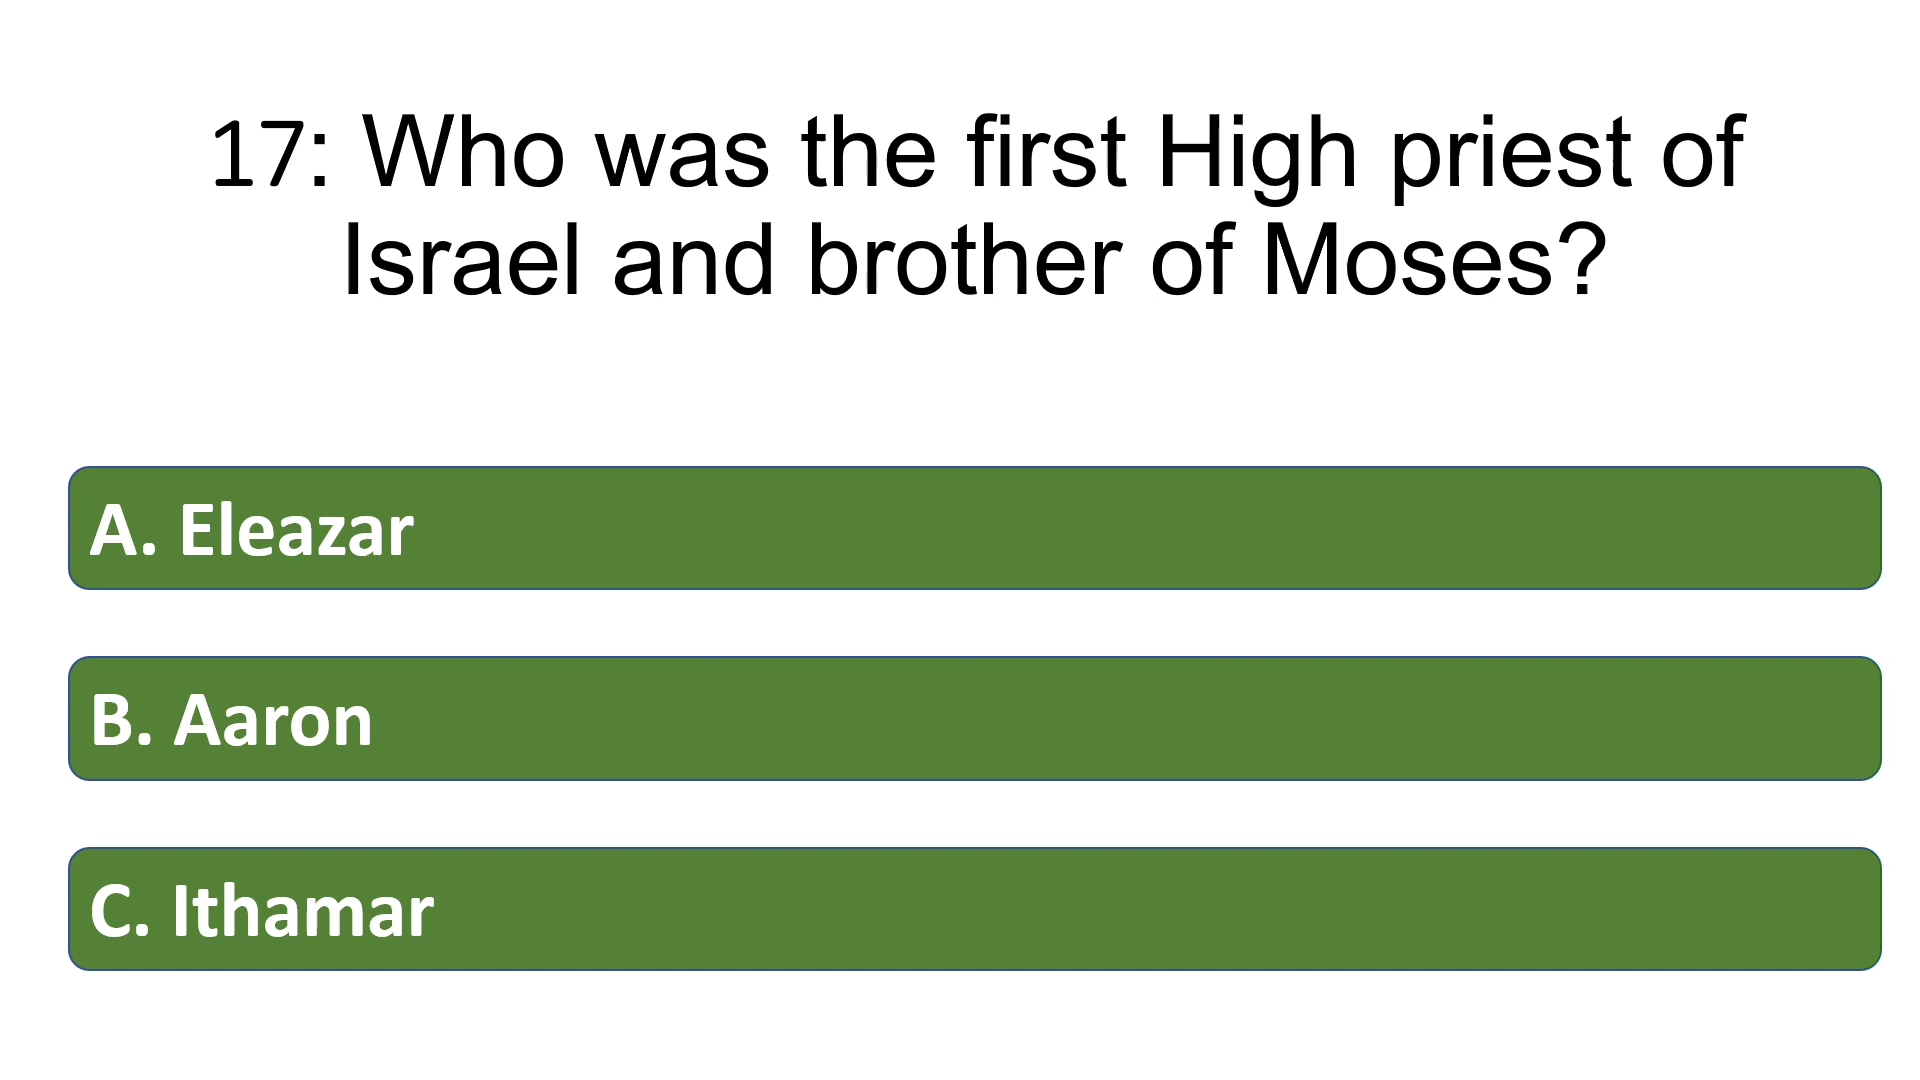 17: Who was the first High priest of
Israel and brother of Moses?
A. Eleazar
B. Aaron
C. Ithamar